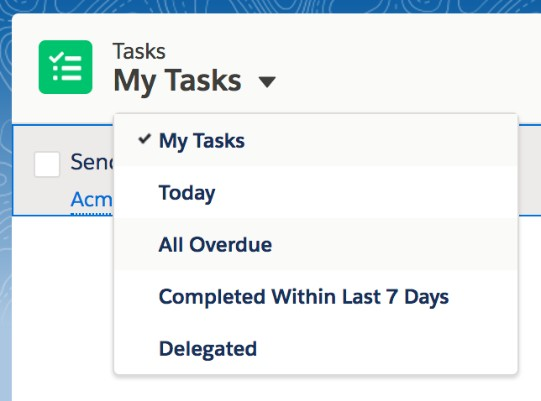 Tasks
My Tasks
My Tasks
Today
All Overdue
Completed Within Last 7 Days
Delegated